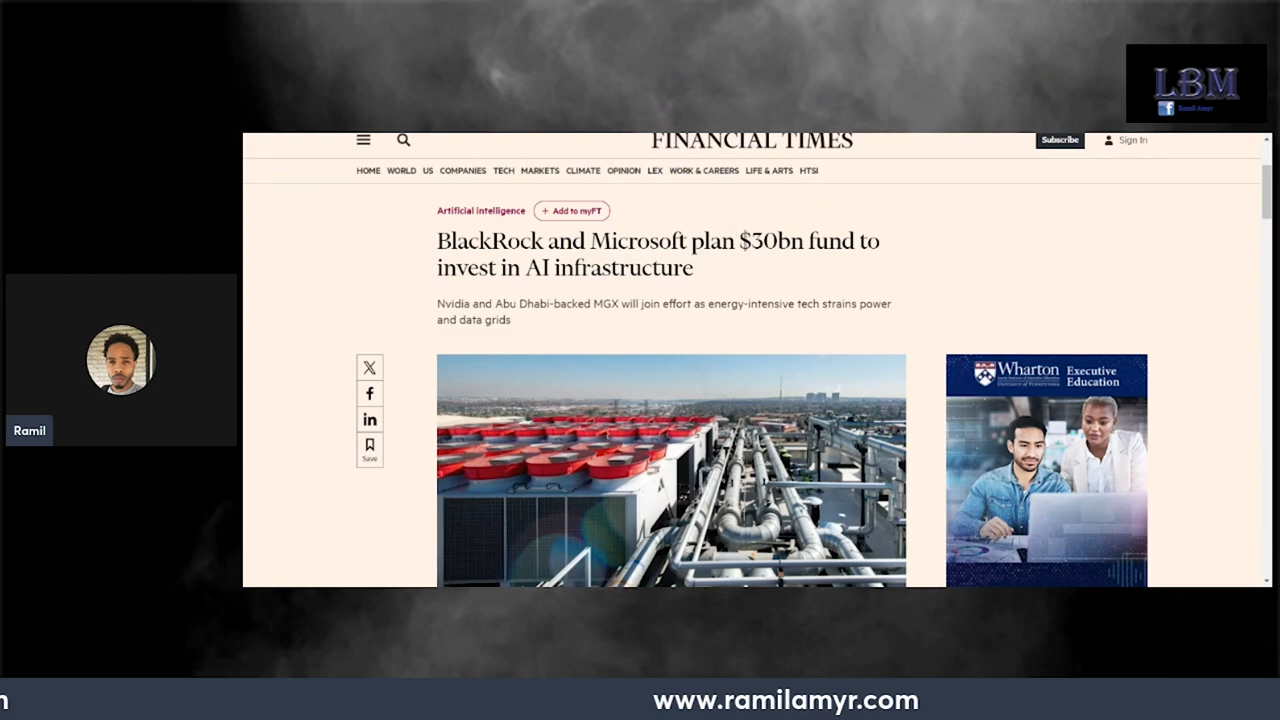 LBM
Ramil Amyr
FINANCIAL TIMES
Subscribe
Sign In
HOME WORLD US COMPANIES TECH MARKETS CLIMATE OPINION LEX WORK & CAREERS LIFE & ARTS HTSI
Artificial intelligence
+ Add to myFT
BlackRock and Microsoft plan $30bn fund to
invest in AI infrastructure
Nvidia and Abu Dhabi-backed MGX will join effort as energy-intensive tech strains power
and data grids
Save
Wharton Executive
Education
Ramil
n
www.ramilamyr.com